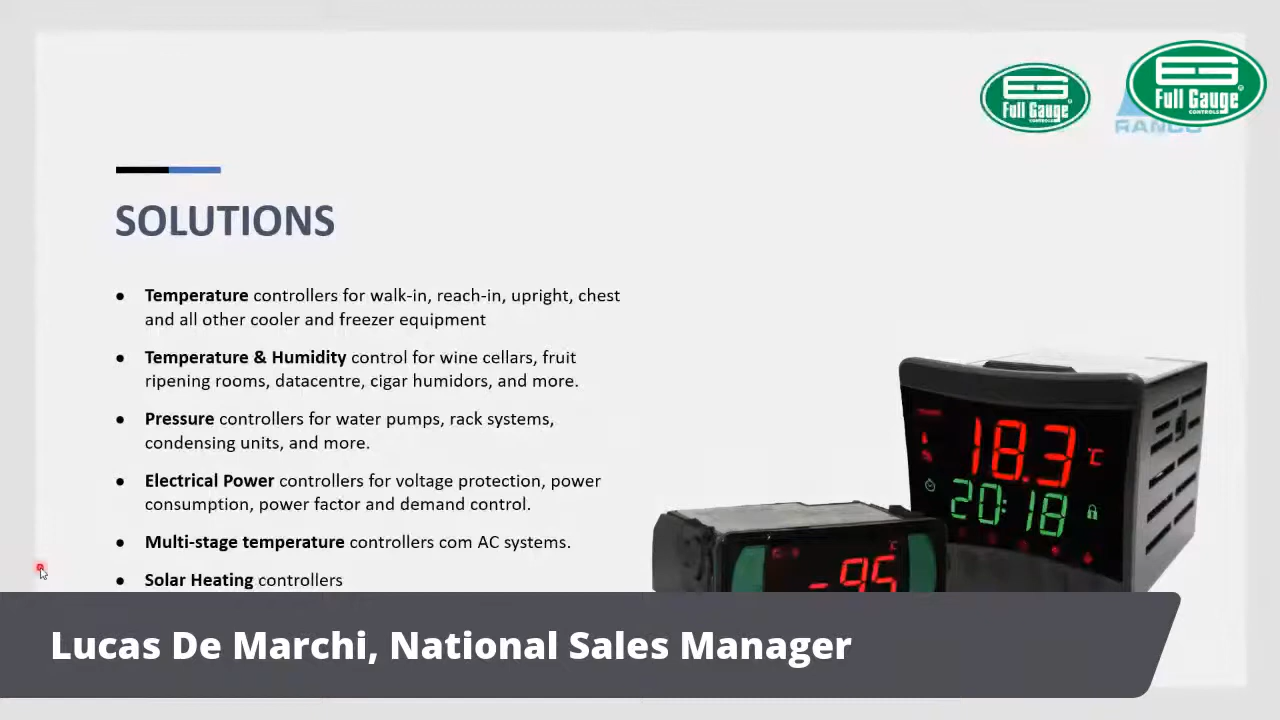 Full Gauge
CONTROLS
Full Gauge
CONTROLS
RANCO
SOLUTIONS
● Temperature controllers for walk-in, reach-in, upright, chest
and all other cooler and freezer equipment
● Temperature & Humidity control for wine cellars, fruit
ripening rooms, datacentre, cigar humidors, and more.
● Pressure controllers for water pumps, rack systems,
condensing units, and more.
● Electrical Power controllers for voltage protection, power
consumption, power factor and demand control.
● Multi-stage temperature controllers com AC systems.
● Solar Heating controllers
18.3 °C
20:18
-95 °C
Lucas De Marchi, National Sales Manager